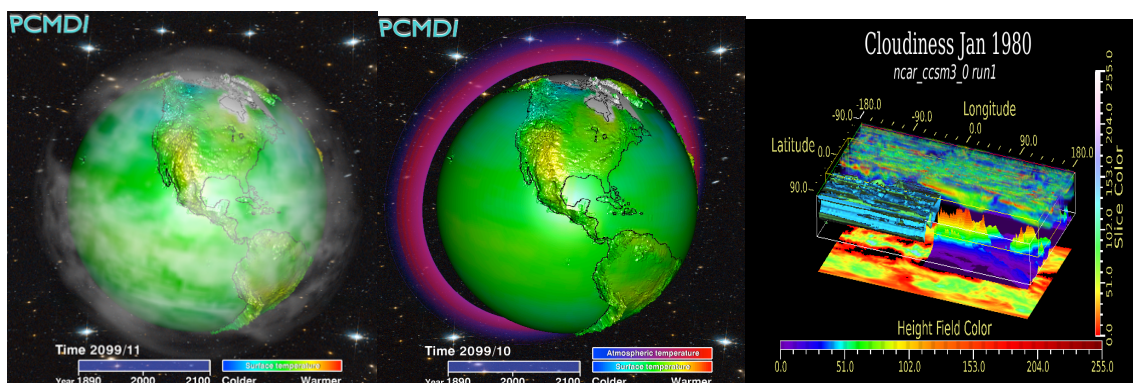 PCMDI
Time 2099/11
Surface temperature
Year 1890 2000 2100
Colder Warmer
PCMDI
Time 2099/10
Atmospheric temperature
Surface temperature
Year 1890 2000 2100
Colder Warmer
Cloudiness Jan 1980
ncar_ccsm3_0 run1
Longitude
-180.0 -90.0 0.0 90.0 180.0
Latitude
-90.0 0.0 90.0
Slice Color
0.0 51.0 102.0 153.0 204.0 255.0
Height Field Color
0.0 51.0 102.0 153.0 204.0 255.0